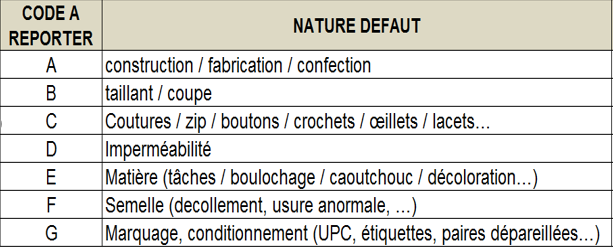 CODE A
REPORTER
NATURE DEFAUT
A construction / fabrication / confection
B taillant / coupe
C Coutures / zip / boutons / crochets / œillets / lacets…
D Imperméabilité
E Matière (tâches / boulochage / caoutchouc / décoloration…)
F Semelle (decollement, usure anormale, …)
G Marquage, conditionnement (UPC, étiquettes, paires dépareillées…)